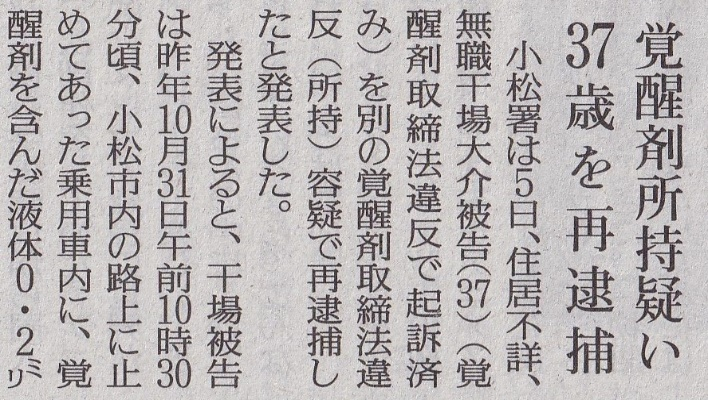 覚醒剤所持疑い
37歳を再逮捕
小松署は5日、住居不詳、
無職干場大介被告(37)(覚
醒剤取締法違反で起訴済
み)を別の覚醒剤取締法違
反(所持)容疑で再逮捕し
たと発表した。
発表によると、干場被告
は昨年10月31日午前10時30
分頃、小松市内の路上に止
めてあった乗用車内に、覚
醒剤を含んだ液体0・2㍉㍑